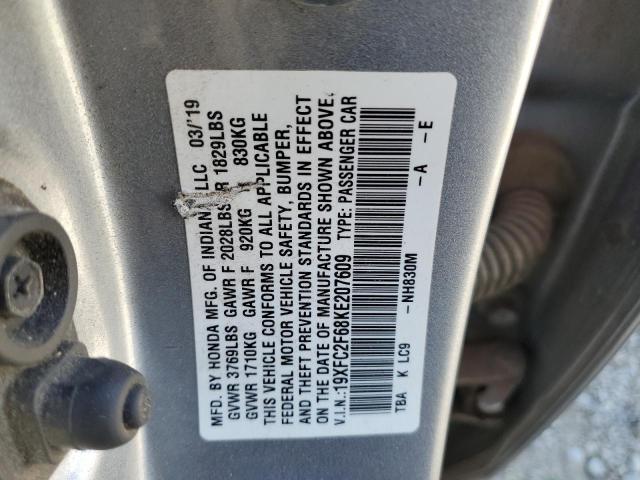 MFD. BY HONDA MFG. OF INDIANA LLC 03/'19
GVWR 3769LBS GAWR F 2028LBS R 1829LBS
GVWR 1710KG GAWR F 920KG 830KG
THIS VEHICLE CONFORMS TO ALL APPLICABLE
FEDERAL MOTOR VEHICLE SAFETY, BUMPER,
AND THEFT PREVENTION STANDARDS IN EFFECT
ON THE DATE OF MANUFACTURE SHOWN ABOVE.
V.I.N.:19XFC2F68KE207609 TYPE: PASSENGER CAR
TBA K LC9 –NH830M –A –E